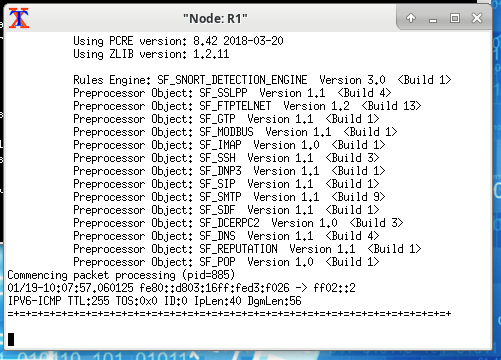 "Node: R1"
Using PCRE version: 8.42 2018-03-20
Using ZLIB version: 1.2.11
Rules Engine: SF_SNORT_DETECTION_ENGINE Version 3.0 <Build 1>
Preprocessor Object: SF_SSLPP Version 1.1 <Build 4>
Preprocessor Object: SF_FTPTELNET Version 1.2 <Build 13>
Preprocessor Object: SF_GTP Version 1.1 <Build 1>
Preprocessor Object: SF_MODBUS Version 1.1 <Build 1>
Preprocessor Object: SF_IMAP Version 1.0 <Build 1>
Preprocessor Object: SF_SSH Version 1.1 <Build 3>
Preprocessor Object: SF_DNP3 Version 1.1 <Build 1>
Preprocessor Object: SF_SIP Version 1.1 <Build 1>
Preprocessor Object: SF_SMTP Version 1.1 <Build 9>
Preprocessor Object: SF_SDF Version 1.1 <Build 1>
Preprocessor Object: SF_DCERPC2 Version 1.0 <Build 3>
Preprocessor Object: SF_DNS Version 1.1 <Build 4>
Preprocessor Object: SF_REPUTATION Version 1.1 <Build 1>
Preprocessor Object: SF_POP Version 1.0 <Build 1>
Commencing packet processing (pid=885)
01/19-10:07:57.060125 fe80::d803:16ff:fed3:f026 -> ff02::2
IPV6-ICMP TTL:255 TOS:0x0 ID:0 IpLen:40 DgmLen:56
=+=+=+=+=+=+=+=+=+=+=+=+=+=+=+=+=+=+=+=+=+=+=+=+=+=+=+=+=+=+=+=+=+=+=+=+=+